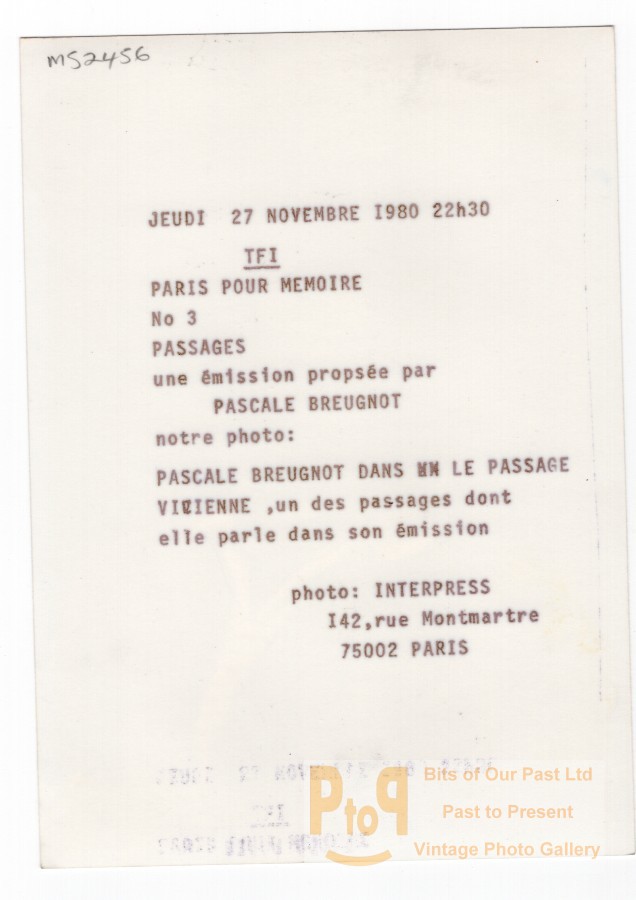 MS2456
JEUDI 27 NOVEMBRE I980 22h30
TFI
PARIS POUR MEMOIRE
No 3
PASSAGES
une émission propsée par
PASCALE BREUGNOT
notre photo:
PASCALE BREUGNOT DANS LE PASSAGE
,un des passages dont
elle parle dans son émission
photo: INTERPRESS
I42,rue Montmartre
75002 PARIS
PtoP
Bits of Our Past Ltd
Past to Present
Vintage Photo Gallery